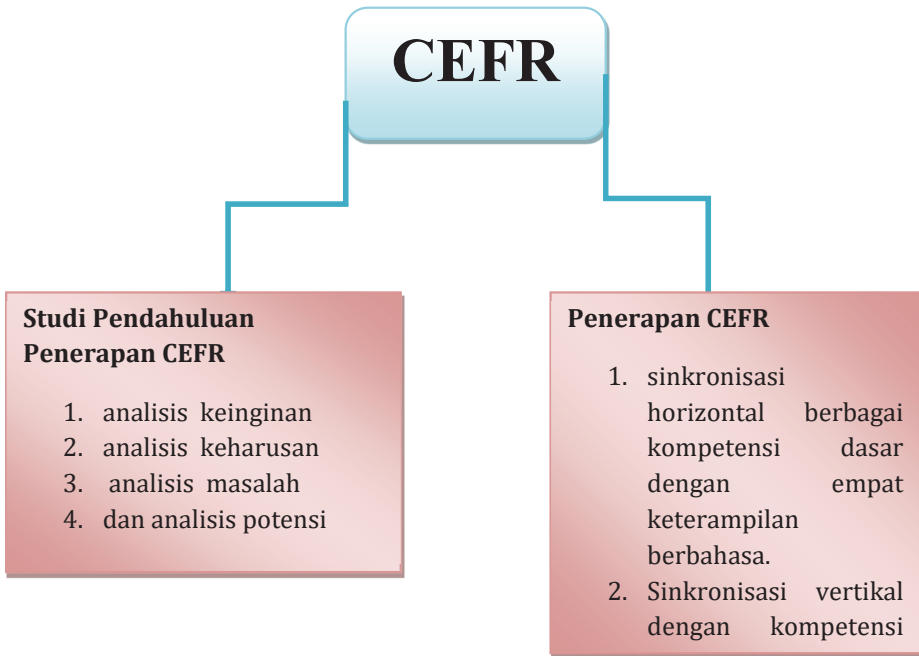 CEFR
Studi Pendahuluan
Penerapan CEFR
1. analisis keinginan
2. analisis keharusan
3. analisis masalah
4. dan analisis potensi
Penerapan CEFR
1. sinkronisasi
horizontal berbagai
kompetensi dasar
dengan empat
keterampilan
berbahasa.
2. Sinkronisasi vertikal
dengan kompetensi